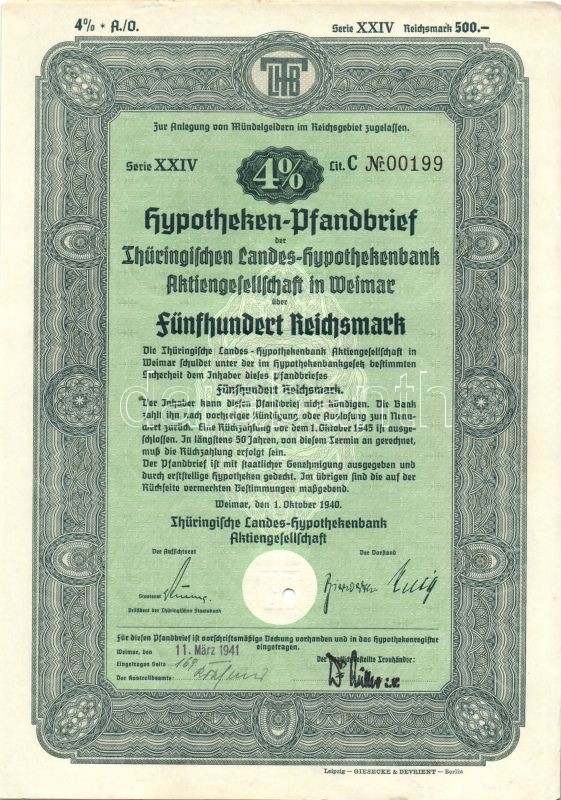 4% * A./O. Serie XXIV Reichsmark 500.—
THB
Zur Anlegung von Mündelgeldern im Reichsgebiet zugelassen.
Serie XXIV 4% Lit. C № 00199
Hypotheken-Pfandbrief
der
Thüringischen Landes-Hypothekenbank
Aktiengesellschaft in Weimar
über
Fünfhundert Reichsmark
Die Thüringische Landes-Hypothekenbank Aktiengesellschaft in
Weimar schuldet unter der im Hypothekenbankgesetz bestimmten
Sicherheit dem Inhaber dieses Pfandbriefes
Fünfhundert Reichsmark.
Der Inhaber kann diesen Pfandbrief nicht kündigen. Die Bank
zahlt ihn nach vorheriger Kündigung oder Auslosung zum Nenn-
wert zurück. Eine Rückzahlung vor dem 1. Oktober 1945 ist ausge-
schlossen. In längstens 50 Jahren, von diesem Termin an gerechnet,
muß die Rückzahlung erfolgt sein.
Der Pfandbrief ist mit staatlicher Genehmigung ausgegeben und
durch erststellige Hypotheken gedeckt. Im übrigen sind die auf der
Rückseite vermerkten Bestimmungen maßgebend.
Weimar, den 1. Oktober 1940.
Thüringische Landes-Hypothekenbank
Aktiengesellschaft
Der Aufsichtsrat Der Vorstand
Staatsrat
Präsident der Thüringischen Staatsbank
Für diesen Pfandbrief ist vorschriftsmäßige Deckung vorhanden und in das Hypothekenregister
eingetragen.
Weimar, den 11. März 1941
Eingetragen Seite 169 Der gerichtlich bestellte Treuhänder:
Der Kontrollbeamte:
Leipzig — GIESECKE & DEVRIENT — Berlin